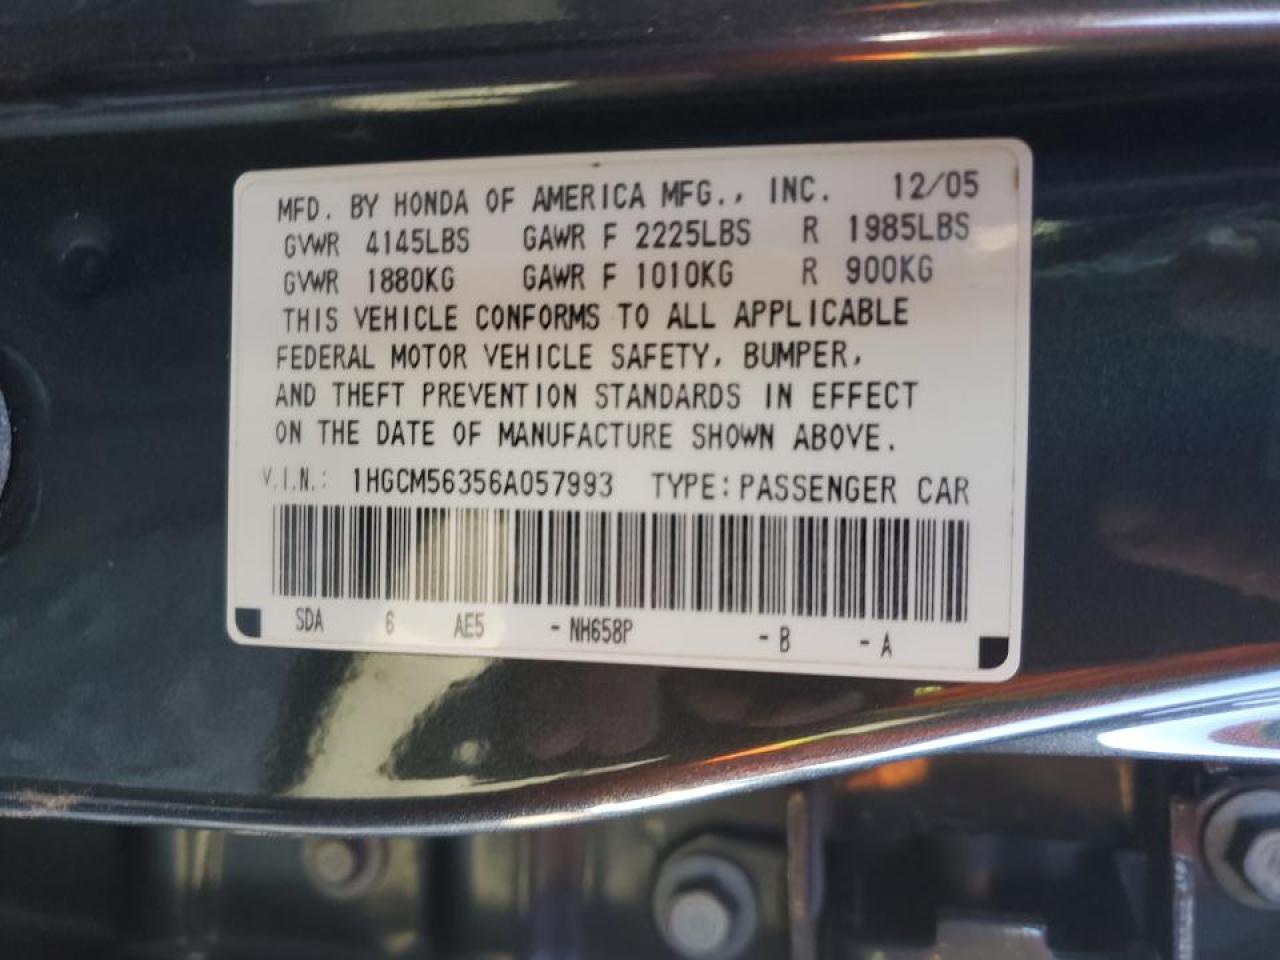 MFD. BY HONDA OF AMERICA MFG., INC. 12/05
GVWR 4145LBS GAWR F 2225LBS R 1985LBS
GVWR 1880KG GAWR F 1010KG R 900KG
THIS VEHICLE CONFORMS TO ALL APPLICABLE
FEDERAL MOTOR VEHICLE SAFETY, BUMPER,
AND THEFT PREVENTION STANDARDS IN EFFECT
ON THE DATE OF MANUFACTURE SHOWN ABOVE.
V.I.N.: 1HGCM56356A057993 TYPE:PASSENGER CAR
SDA 6 AE5 -NH658P -B -A